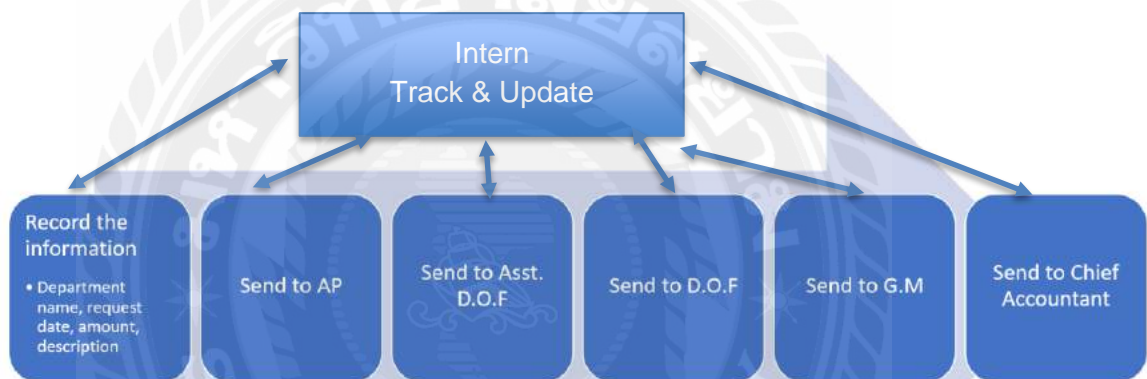 Intern
Track & Update
Record the
information
• Department
name, request
date, amount,
description
Send to AP
Send to Asst.
D.O.F
Send to D.O.F
Send to G.M
Send to Chief
Accountant